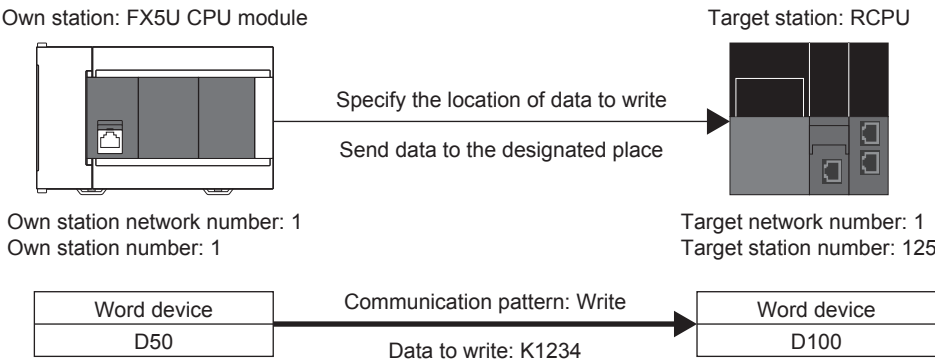 Own station: FX5U CPU module
Target station: RCPU
Specify the location of data to write
Send data to the designated place
Own station network number: 1
Own station number: 1
Target network number: 1
Target station number: 125
Word device
D50
Communication pattern: Write
Data to write: K1234
Word device
D100